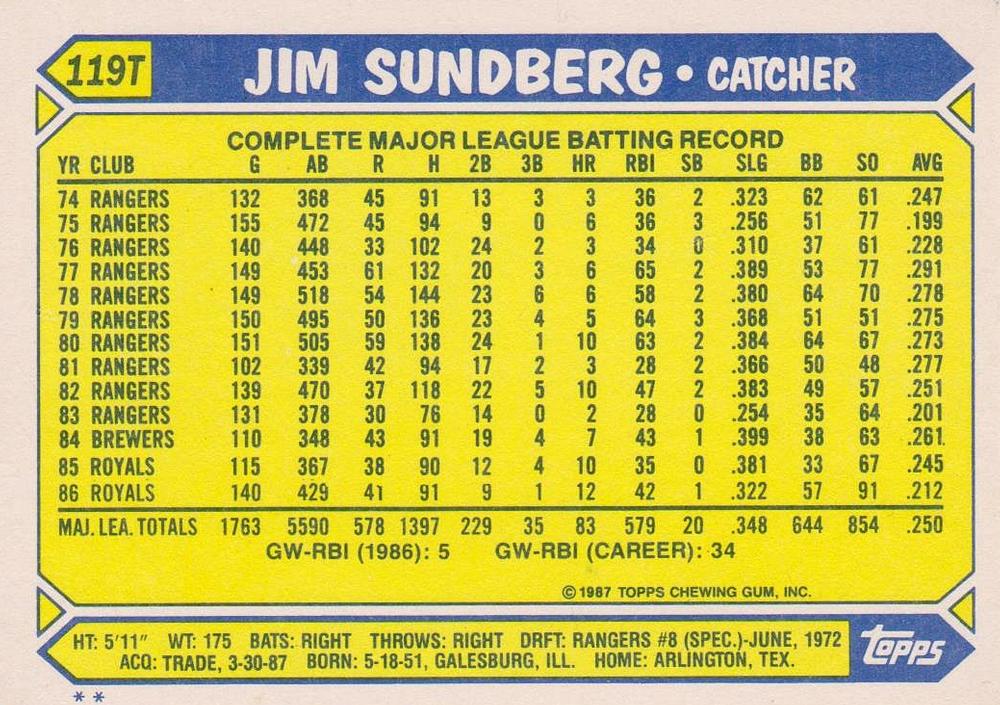 119T JIM SUNDBERG • CATCHER
COMPLETE MAJOR LEAGUE BATTING RECORD
YR CLUB G AB R H 2B 3B HR RBI SB SLG BB SO AVG
74 RANGERS 132 368 45 91 13 3 3 36 2 .323 62 61 .247
75 RANGERS 155 472 45 94 9 0 6 36 3 .256 51 77 .199
76 RANGERS 140 448 33 102 24 2 3 34 0 .310 37 61 .228
77 RANGERS 149 453 61 132 20 3 6 65 2 .389 53 77 .291
78 RANGERS 149 518 54 144 23 6 6 58 2 .380 64 70 .278
79 RANGERS 150 495 50 136 23 4 5 64 3 .368 51 51 .275
80 RANGERS 151 505 59 138 24 1 10 63 2 .384 64 67 .273
81 RANGERS 102 339 42 94 17 2 3 28 2 .366 50 48 .277
82 RANGERS 139 470 37 118 22 5 10 47 2 .383 49 57 .251
83 RANGERS 131 378 30 76 14 0 2 28 0 .254 35 64 .201
84 BREWERS 110 348 43 91 19 4 7 43 1 .399 38 63 .261
85 ROYALS 115 367 38 90 12 4 10 35 0 .381 33 67 .245
86 ROYALS 140 429 41 91 9 1 12 42 1 .322 57 91 .212
MAJ. LEA. TOTALS 1763 5590 578 1397 229 35 83 579 20 .348 644 854 .250
GW-RBI (1986): 5 GW-RBI (CAREER): 34
© 1987 TOPPS CHEWING GUM, INC.
HT: 5'11" WT: 175 BATS: RIGHT THROWS: RIGHT DRFT: RANGERS #8 (SPEC.)-JUNE, 1972
ACQ: TRADE, 3-30-87 BORN: 5-18-51, GALESBURG, ILL. HOME: ARLINGTON, TEX.
topps
* *